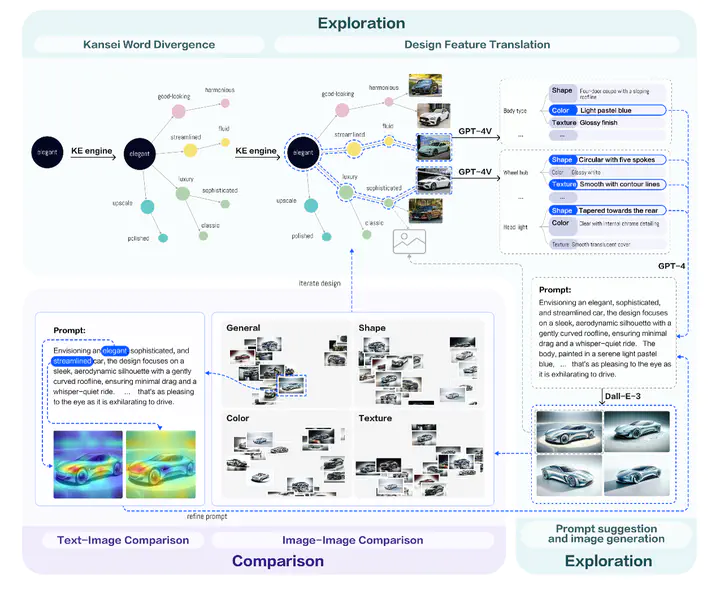 Exploration
Kansei Word Divergence
Design Feature Translation
elegant
KE engine
good-looking
harmonious
streamlined
fluid
elegant
luxury
sophisticated
upscale
classic
polished
KE engine
good-looking
harmonious
streamlined
fluid
elegant
luxury
sophisticated
upscale
classic
polished
GPT-4V
GPT-4V
Body type
Shape
Four-door coupe with a sloping
roofline
Color
Light pastel blue
Texture
Glossy finish
...
...
Wheel hub
Shape
Circular with five spokes
Color
Glossy white
Texture
Smooth with contour lines
...
Head light
Shape
Tapered towards the rear
Color
Clear with internal chrome detailing
Texture
Smooth translucent cover
GPT-4
Iterate design
Prompt:
Envisioning an elegant, sophisticated,
and streamlined car, the design focuses on
a sleek, aerodynamic silhouette with a
gently curved roofline, ensuring minimal
drag and a whisper-quiet ride. The
body, painted in a serene light pastel
blue, ... that's as pleasing to the eye as
it is exhilarating to drive.
Dall-E-3
Prompt:
Envisioning an elegant sophisticated, and
streamlined car, the design focuses on a
sleek, aerodynamic silhouette with a gently
curved roofline, ensuring minimal drag and a
whisper-quiet ride. ... that's as pleasing
to the eye as it is exhilarating to drive.
General
Shape
Color
Texture
refine prompt
Text-Image Comparison
Image-Image Comparison
Comparison
Prompt suggestion
and image generation
Exploration